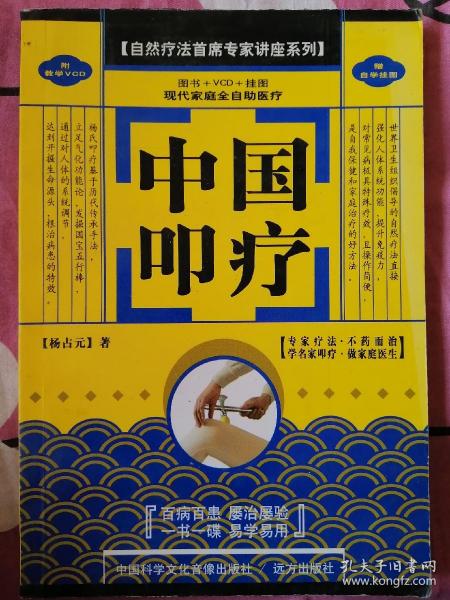 【自然疗法首席专家讲座系列】
附
教学VCD
赠
自学挂图
图书+VCD+挂图
现代家庭全自助医疗
中国
叩疗
世界卫生组织倡导的自然疗法直接
强化人体系统功能、提升免疫力，
对常见病极具特殊疗效，且操作简便，
是自我保健和家庭治疗的好方法。
杨氏叩疗基于历代传承手法，
立足气化功能论，发掘国宝五行棒，
通过对人体的系统调节，
达到开掘生命源头，根治病患的特效。
【杨占元】著
【专家疗法·不药而治
学名家叩疗·做家庭医生】
『百病百患 屡治屡验
一书一碟 易学易用』
中国科学文化音像出版社/远方出版社
孔夫子旧书网